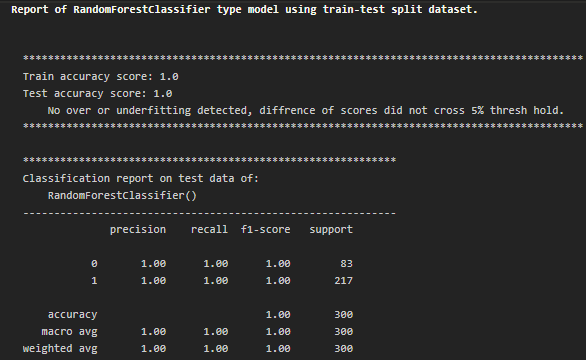 Report of RandomForestClassifier type model using train-test split dataset.
******************************************************************************************
Train accuracy score: 1.0
Test accuracy score: 1.0
No over or underfitting detected, diffrence of scores did not cross 5% thresh hold.
******************************************************************************************
************************************************************
Classification report on test data of:
RandomForestClassifier()
------------------------------------------------------------
precision recall f1-score support
0 1.00 1.00 1.00 83
1 1.00 1.00 1.00 217
accuracy 1.00 300
macro avg 1.00 1.00 1.00 300
weighted avg 1.00 1.00 1.00 300